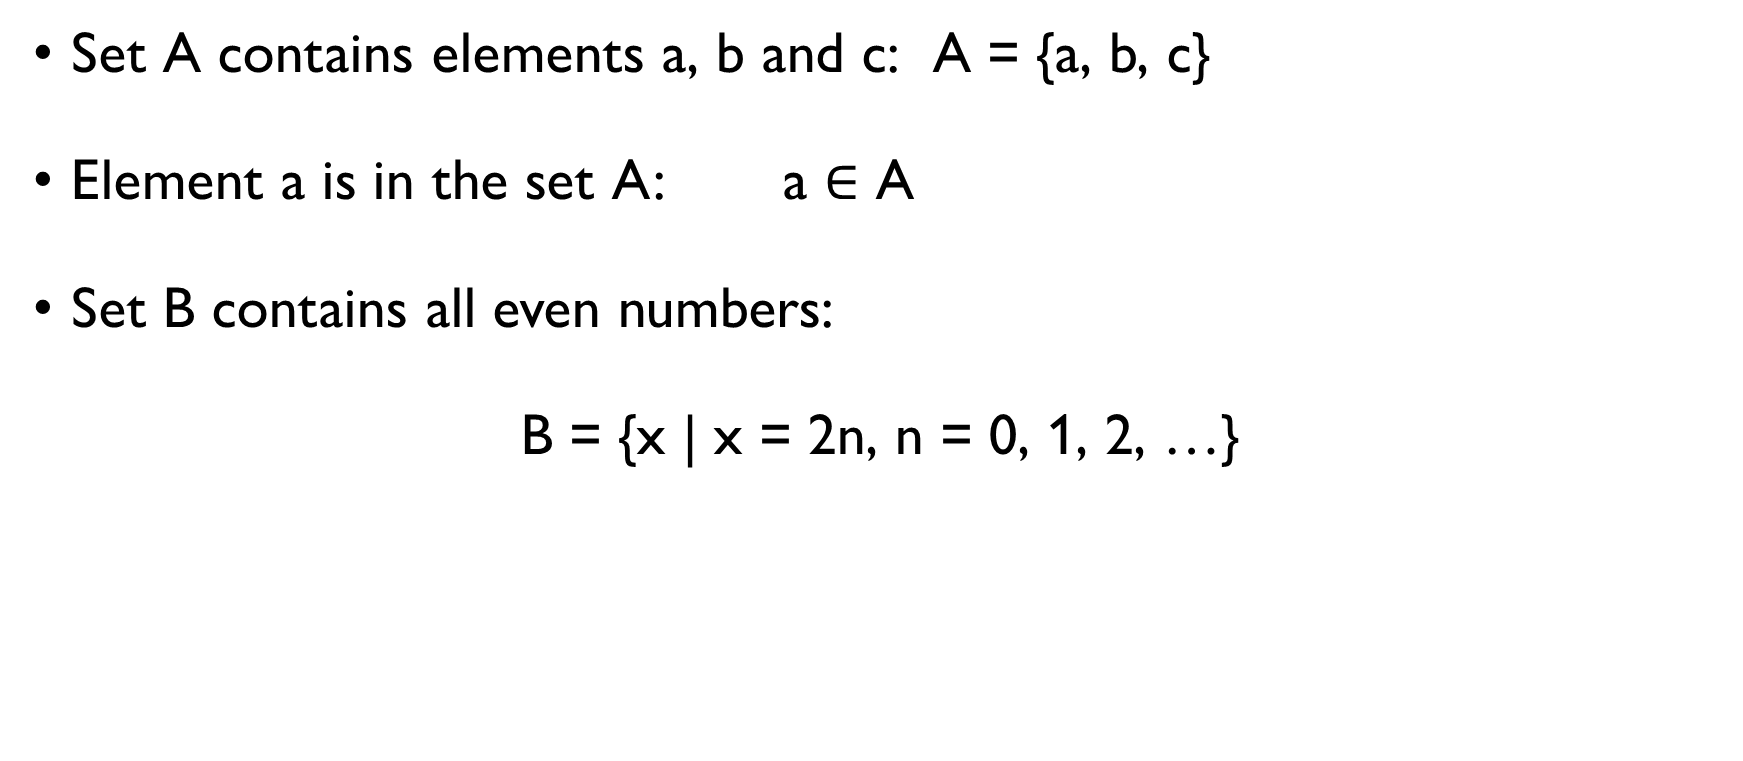 • Set A contains elements a, b and c: A = {a, b, c}
• Element a is in the set A: a ∈ A
• Set B contains all even numbers:
B = {x | x = 2n, n = 0, 1, 2, …}